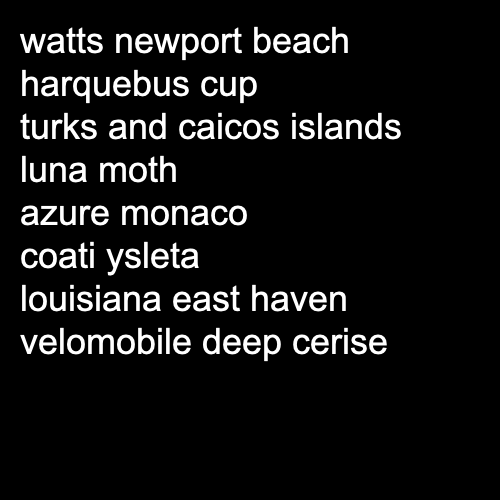 watts newport beach
harquebus cup
turks and caicos islands
luna moth
azure monaco
coati ysleta
louisiana east haven
velomobile deep cerise